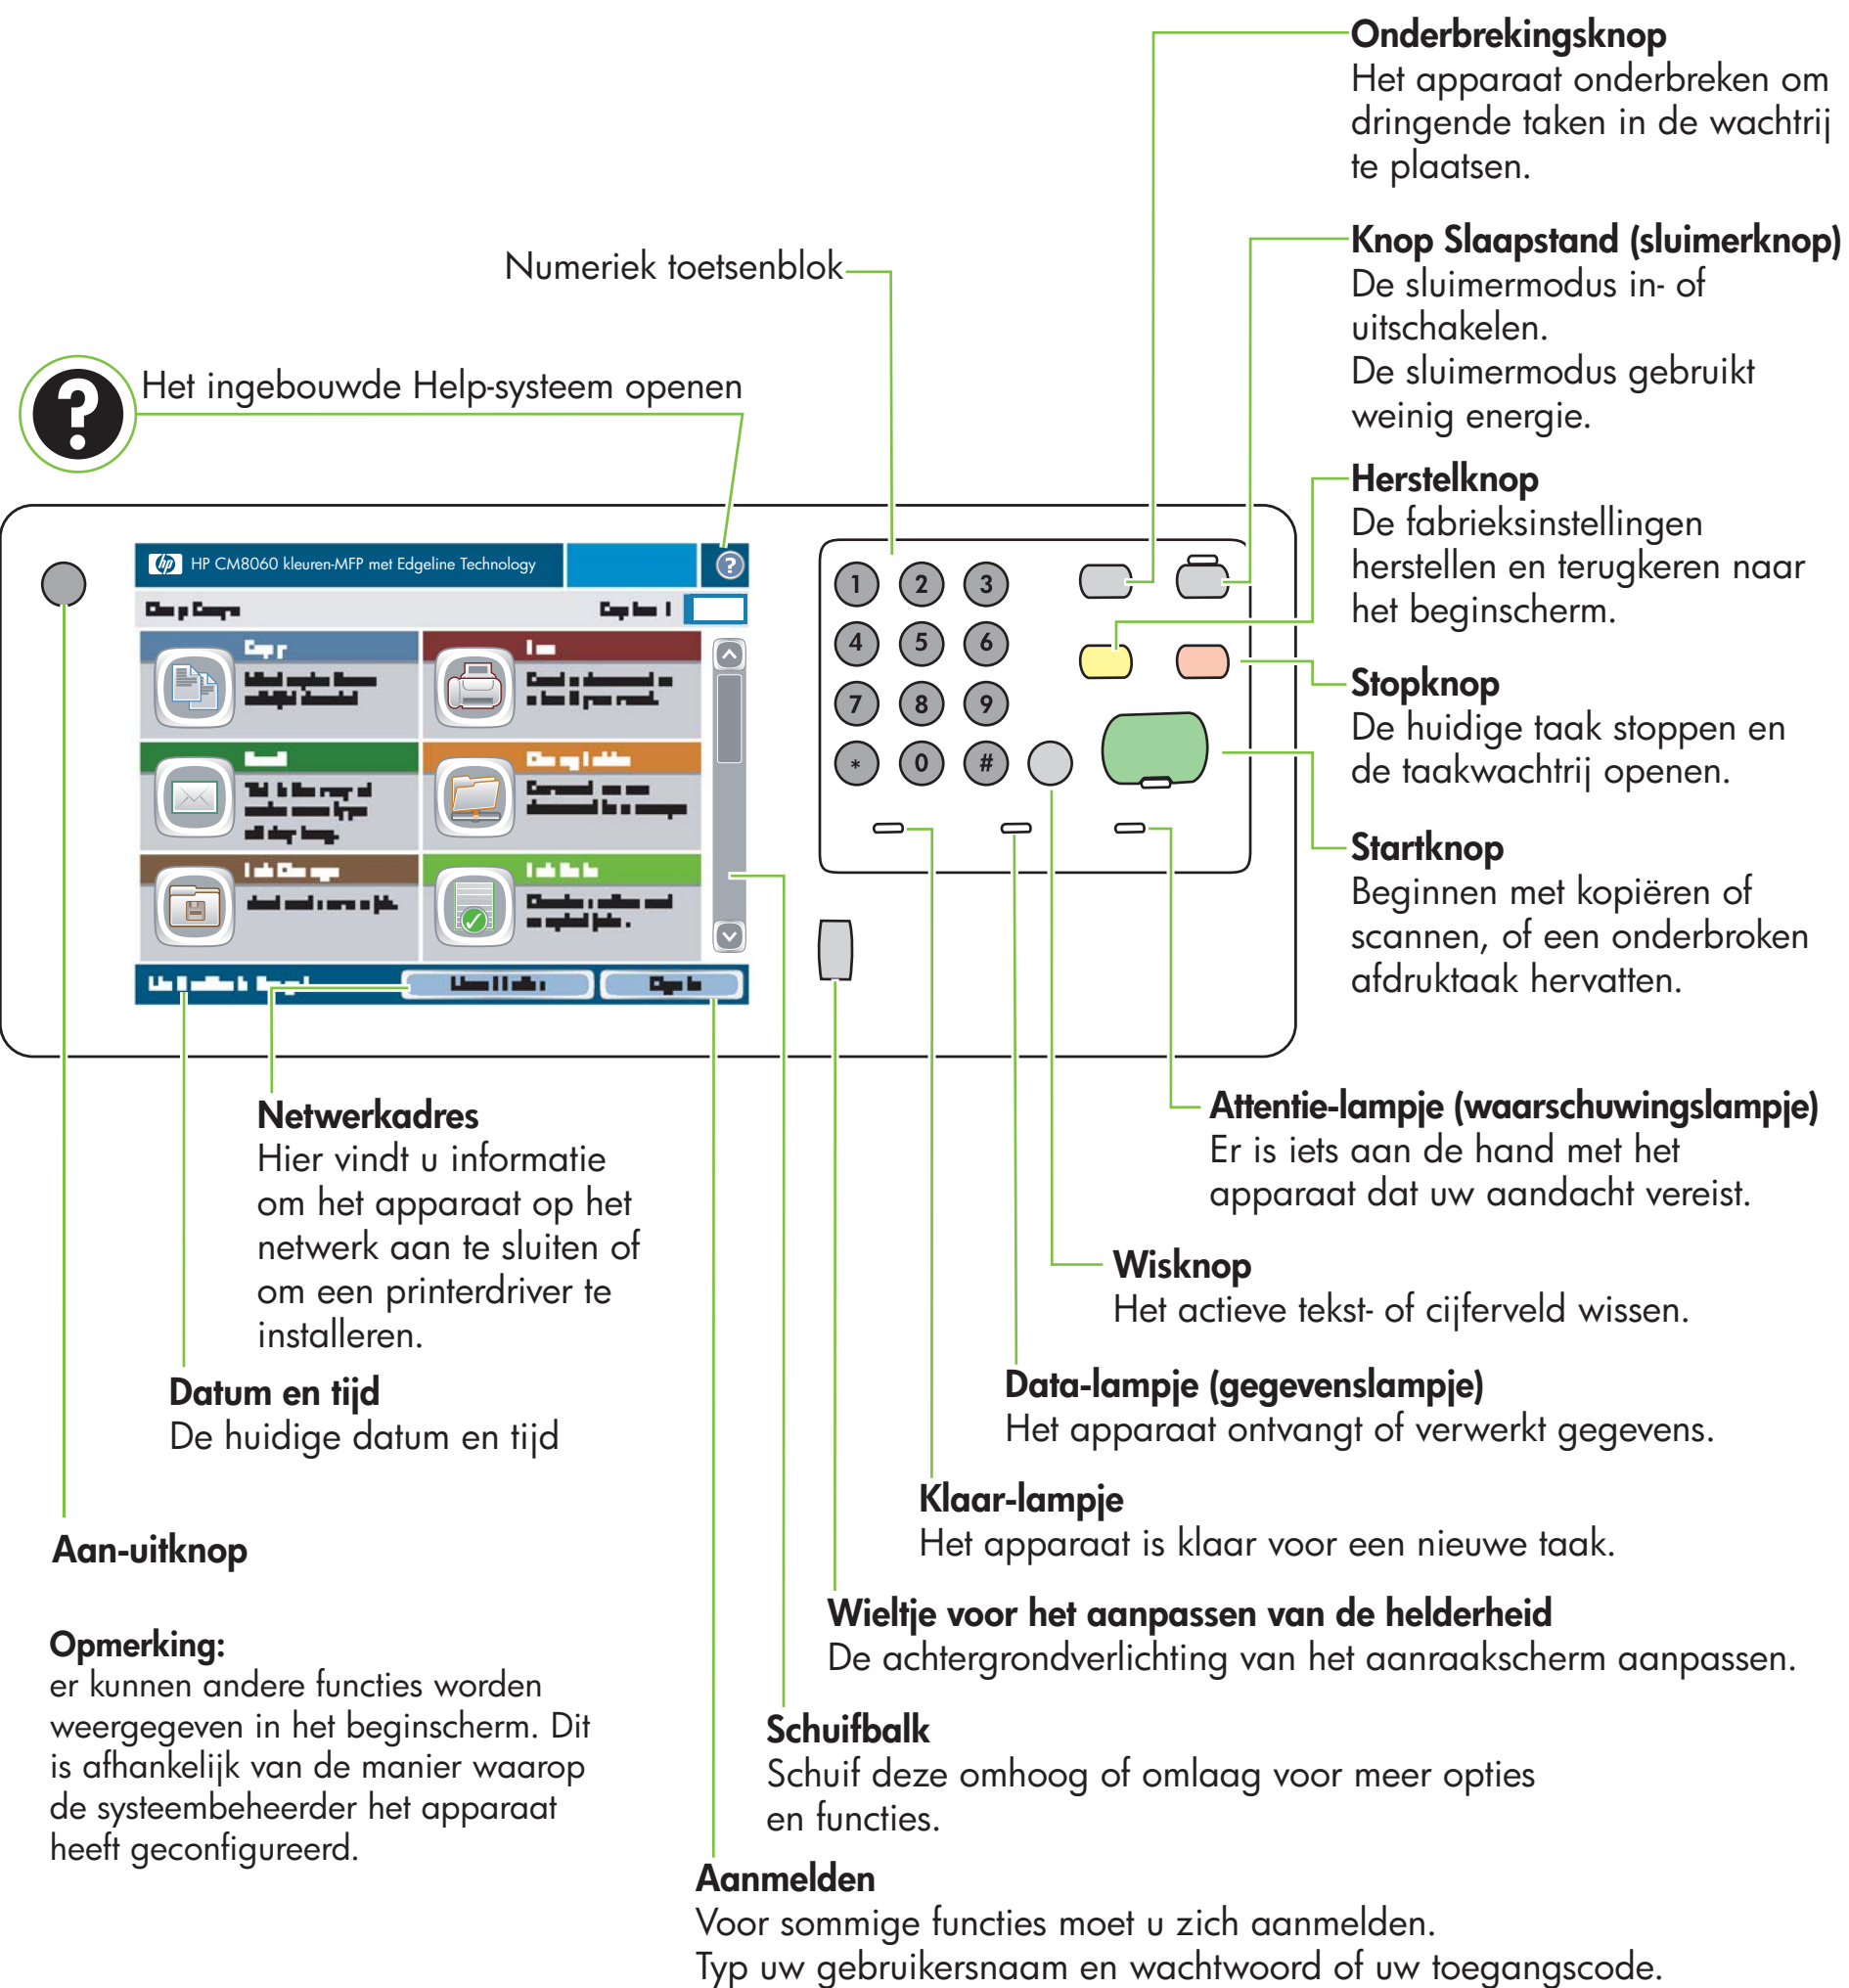 Onderbrekingsknop
Het apparaat onderbreken om
dringende taken in de wachtrij
te plaatsen.
Knop Slaapstand (sluimerknop)
De sluimermodus in- of
uitschakelen.
De sluimermodus gebruikt
weinig energie.
Numeriek toetsenblok
?
Het ingebouwde Help-systeem openen
Herstelknop
De fabrieksinstellingen
herstellen en terugkeren naar
het beginscherm.
Stopknop
De huidige taak stoppen en
de taakwachtrij openen.
Startknop
Beginnen met kopiëren of
scannen, of een onderbroken
afdruktaak hervatten.
hp HP CM8060 kleuren-MFP met Edgeline Technology ?
1 2 3
4 5 6
7 8 9
* 0 #
Netwerkadres
Hier vindt u informatie
om het apparaat op het
netwerk aan te sluiten of
om een printerdriver te
installeren.
Datum en tijd
De huidige datum en tijd
Aan-uitknop
Opmerking:
er kunnen andere functies worden
weergegeven in het beginscherm. Dit
is afhankelijk van de manier waarop
de systeembeheerder het apparaat
heeft geconfigureerd.
Attentie-lampje (waarschuwingslampje)
Er is iets aan de hand met het
apparaat dat uw aandacht vereist.
Wisknop
Het actieve tekst- of cijferveld wissen.
Data-lampje (gegevenslampje)
Het apparaat ontvangt of verwerkt gegevens.
Klaar-lampje
Het apparaat is klaar voor een nieuwe taak.
Wieltje voor het aanpassen van de helderheid
De achtergrondverlichting van het aanraakscherm aanpassen.
Schuifbalk
Schuif deze omhoog of omlaag voor meer opties
en functies.
Aanmelden
Voor sommige functies moet u zich aanmelden.
Typ uw gebruikersnaam en wachtwoord of uw toegangscode.